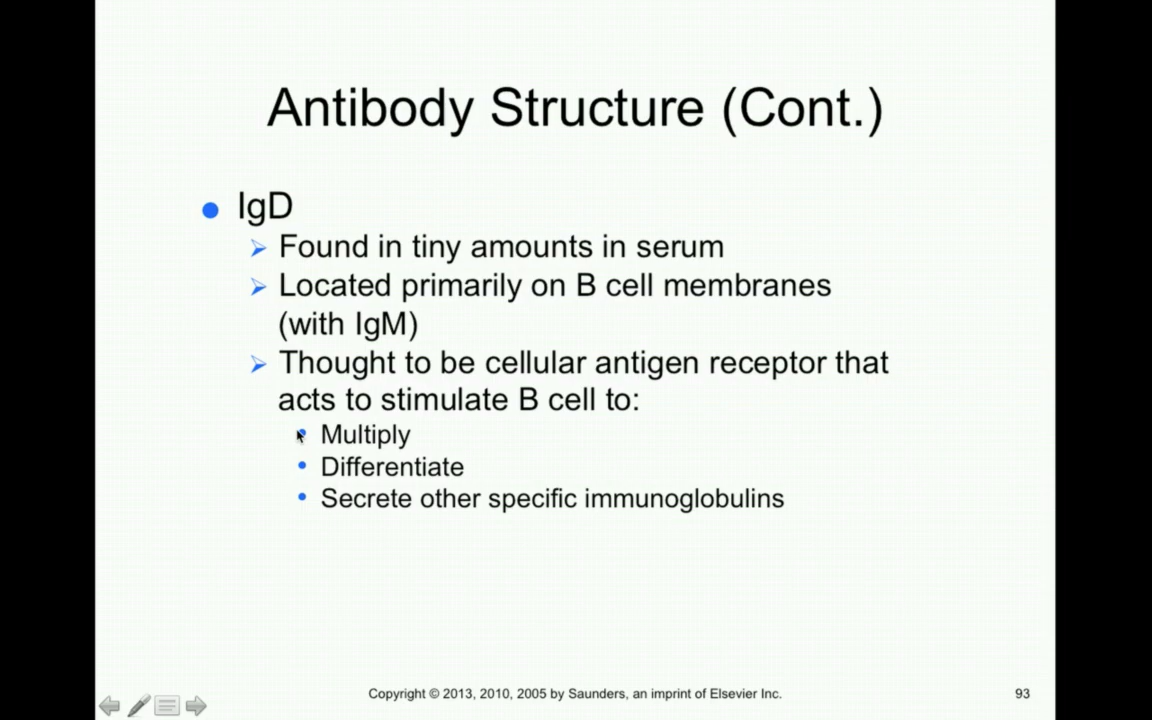 Antibody Structure (Cont.)
IgD
Found in tiny amounts in serum
Located primarily on B cell membranes
(with IgM)
Thought to be cellular antigen receptor that
acts to stimulate B cell to:
Multiply
Differentiate
Secrete other specific immunoglobulins
Copyright © 2013, 2010, 2005 by Saunders, an imprint of Elsevier Inc.
93